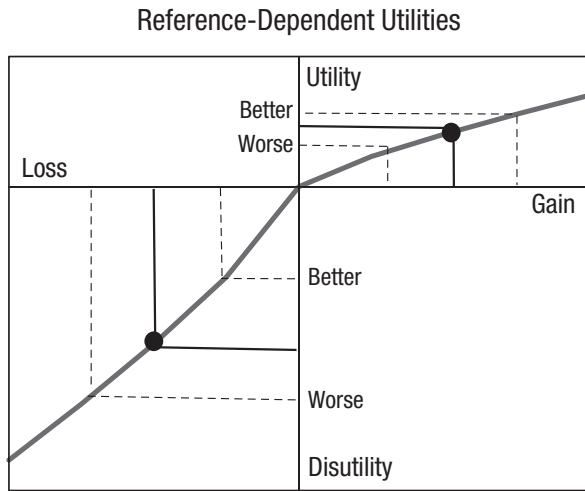 Reference-Dependent Utilities
Utility
Better
Worse
Loss
Gain
Better
Worse
Disutility